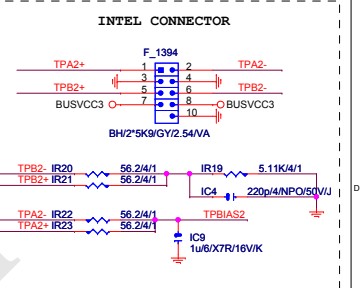 INTEL CONNECTOR
F_1394
TPA2+ 1 2 TPA2-
3 4
TPB2+ 5 6 TPB2-
BUSVCC3 7 8 BUSVCC3
10
BH/2*5K9/GY/2.54/VA
TPB2- IR20 56.2/4/1 IR19 5.11K/4/1
TPB2+ IR21 56.2/4/1
IC4 220p/4/NPO/50V/J
D
TPA2- IR22 56.2/4/1 TPBIAS2
TPA2+ IR23 56.2/4/1
IC9
1u/6/X7R/16V/K